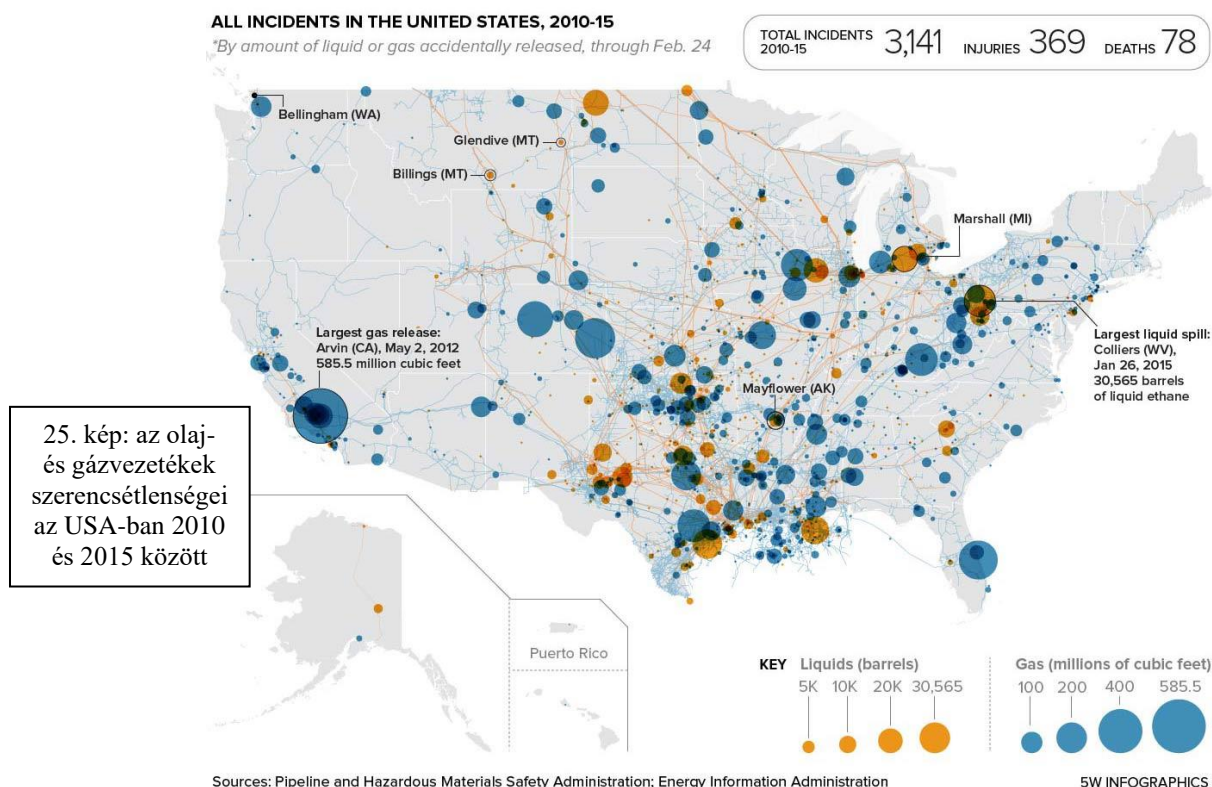 ALL INCIDENTS IN THE UNITED STATES, 2010-15
*By amount of liquid or gas accidentally released, through Feb. 24
TOTAL INCIDENTS
2010-15
3,141
INJURIES 369
DEATHS 78
Bellingham (WA)
Glendive (MT)
Billings (MT)
Marshall (MI)
Largest gas release:
Arvin (CA), May 2, 2012
585.5 million cubic feet
Largest liquid spill:
Colliers (WV),
Jan 26, 2015
30,565 barrels
of liquid ethane
Mayflower (AK)
25. kép: az olaj-
és gázvezetékek
szerencsétlenségei
az USA-ban 2010
és 2015 között
Puerto Rico
KEY
Liquids (barrels)
5K 10K 20K 30,565
Gas (millions of cubic feet)
100 200 400 585.5
Sources: Pipeline and Hazardous Materials Safety Administration; Energy Information Administration
5W INFOGRAPHICS